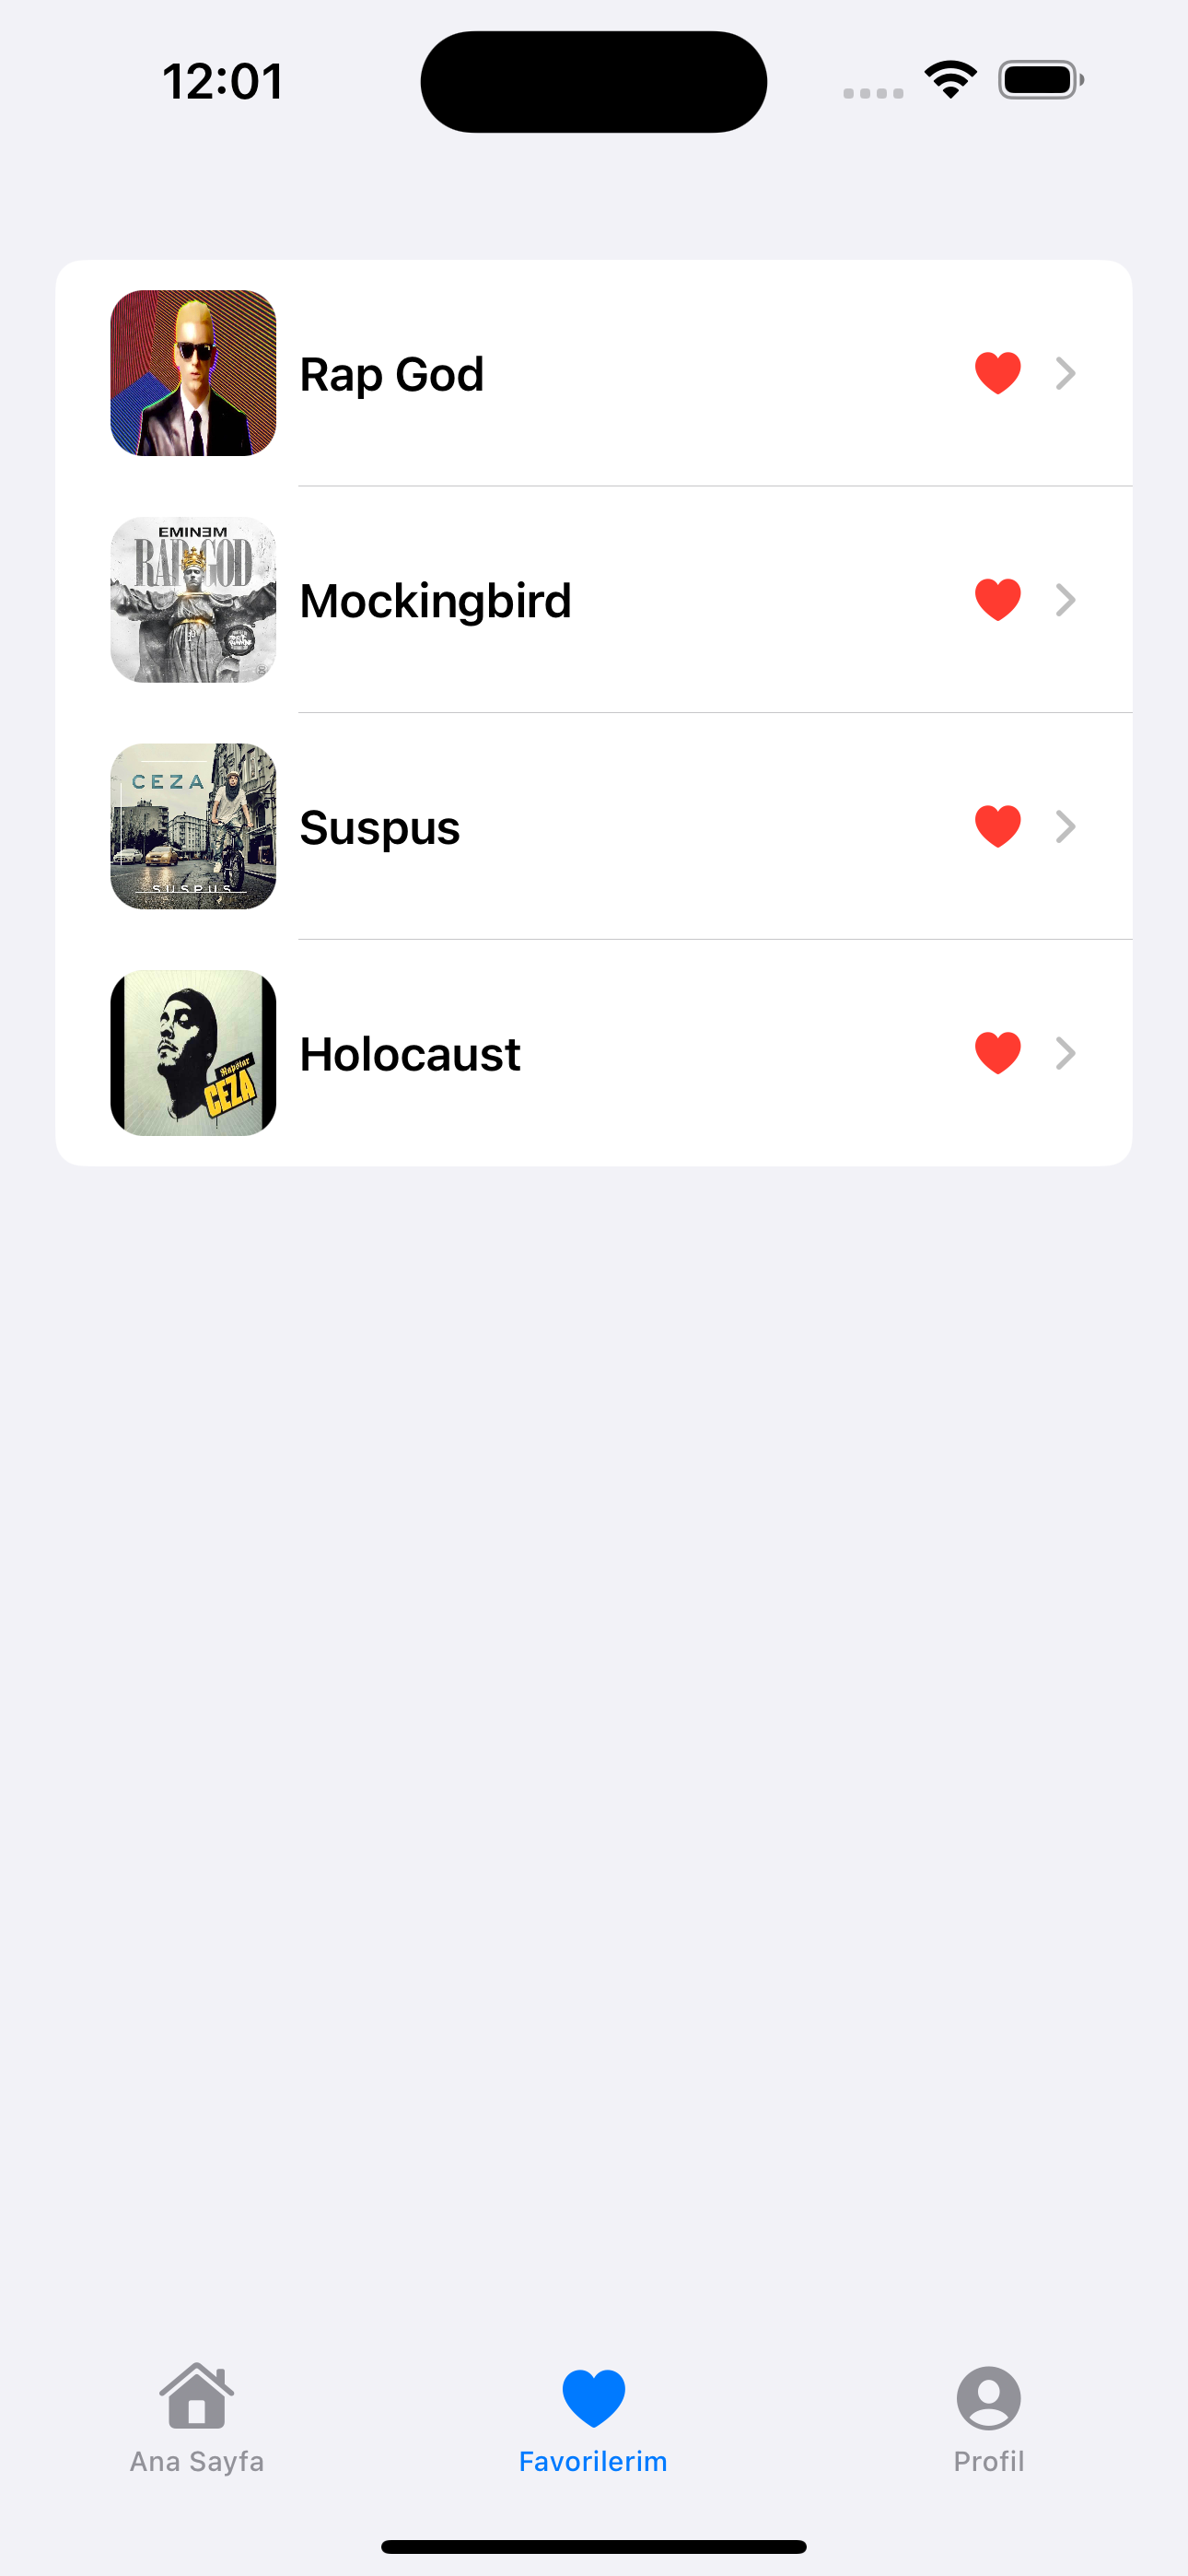 12:01
Rap God
EMINƎM
RAP GOD
Mockingbird
CEZA
SUSPUS
Suspus
Rapstar
CEZA
Holocaust
Ana Sayfa
Favorilerim
Profil